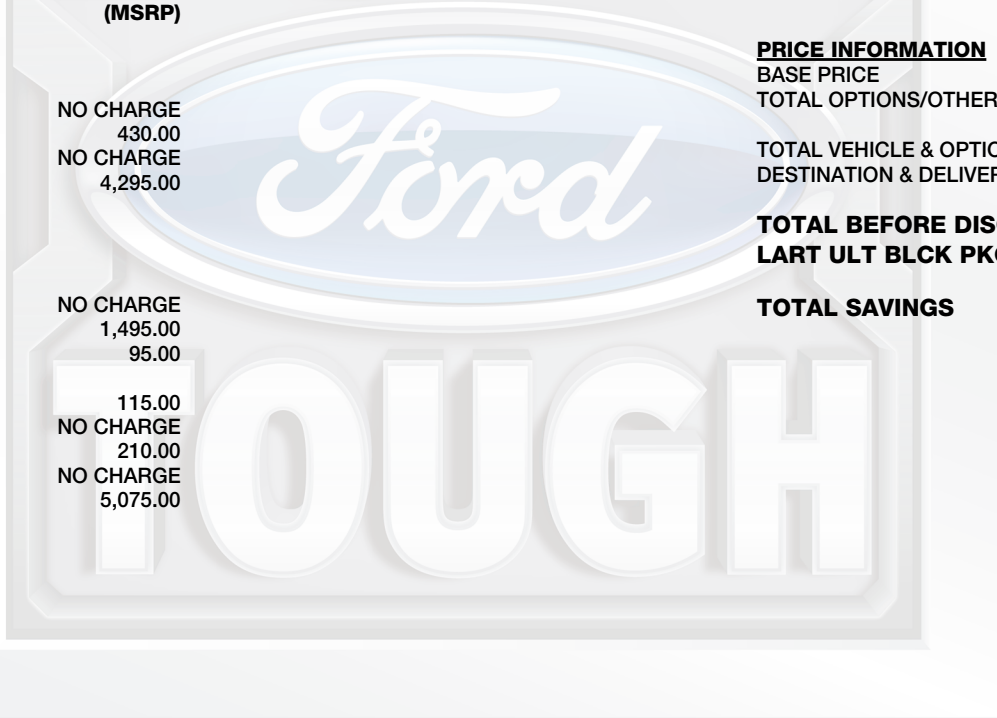 (MSRP)
NO CHARGE
430.00
NO CHARGE
4,295.00
NO CHARGE
1,495.00
95.00
115.00
NO CHARGE
210.00
NO CHARGE
5,075.00
PRICE INFORMATION
BASE PRICE
TOTAL OPTIONS/OTHER
TOTAL VEHICLE & OPTIO
DESTINATION & DELIVER
TOTAL BEFORE DIS
LART ULT BLCK PK
TOTAL SAVINGS
Ford
TOUGH